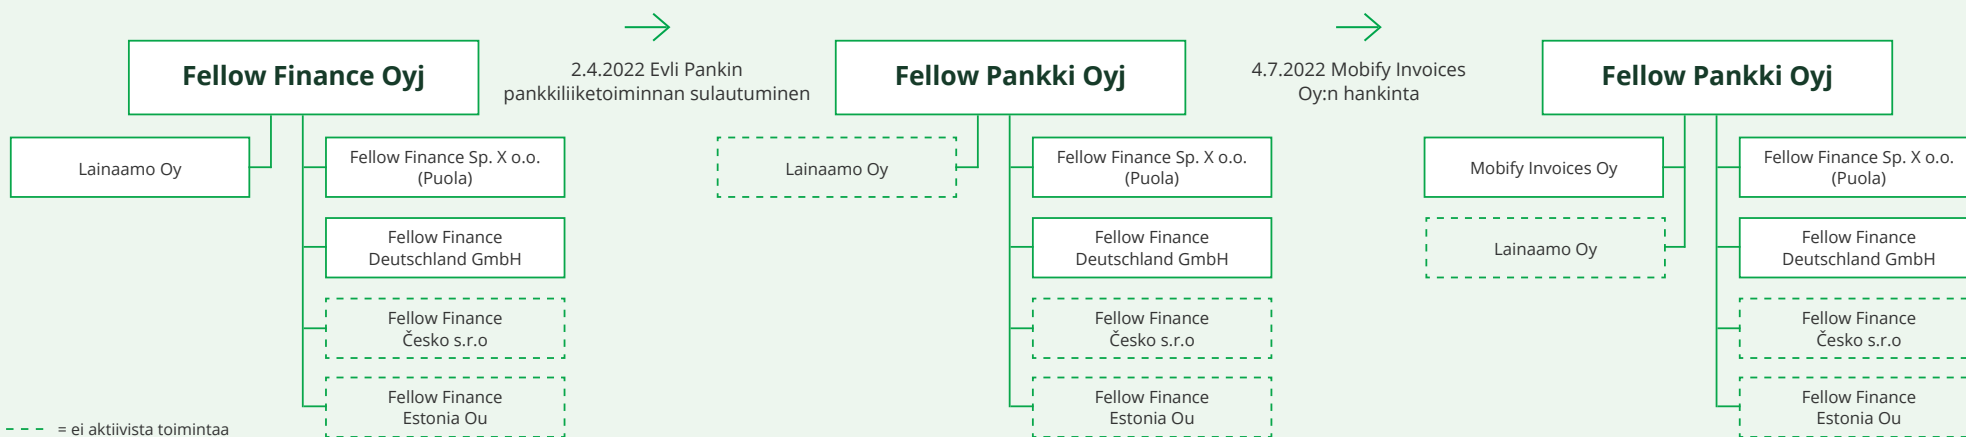 Fellow Finance Oyj
Lainaamo Oy
Fellow Finance Sp. X o.o.
(Puola)
Fellow Finance
Deutschland GmbH
Fellow Finance
Česko s.r.o
Fellow Finance
Estonia Ou
2.4.2022 Evli Pankin
pankkiliiketoiminnan sulautuminen
Fellow Pankki Oyj
Lainaamo Oy
Fellow Finance Sp. X o.o.
(Puola)
Fellow Finance
Deutschland GmbH
Fellow Finance
Česko s.r.o
Fellow Finance
Estonia Ou
4.7.2022 Mobify Invoices
Oy:n hankinta
Fellow Pankki Oyj
Mobify Invoices Oy
Lainaamo Oy
Fellow Finance Sp. X o.o.
(Puola)
Fellow Finance
Deutschland GmbH
Fellow Finance
Česko s.r.o
Fellow Finance
Estonia Ou
= ei aktiivista toimintaa